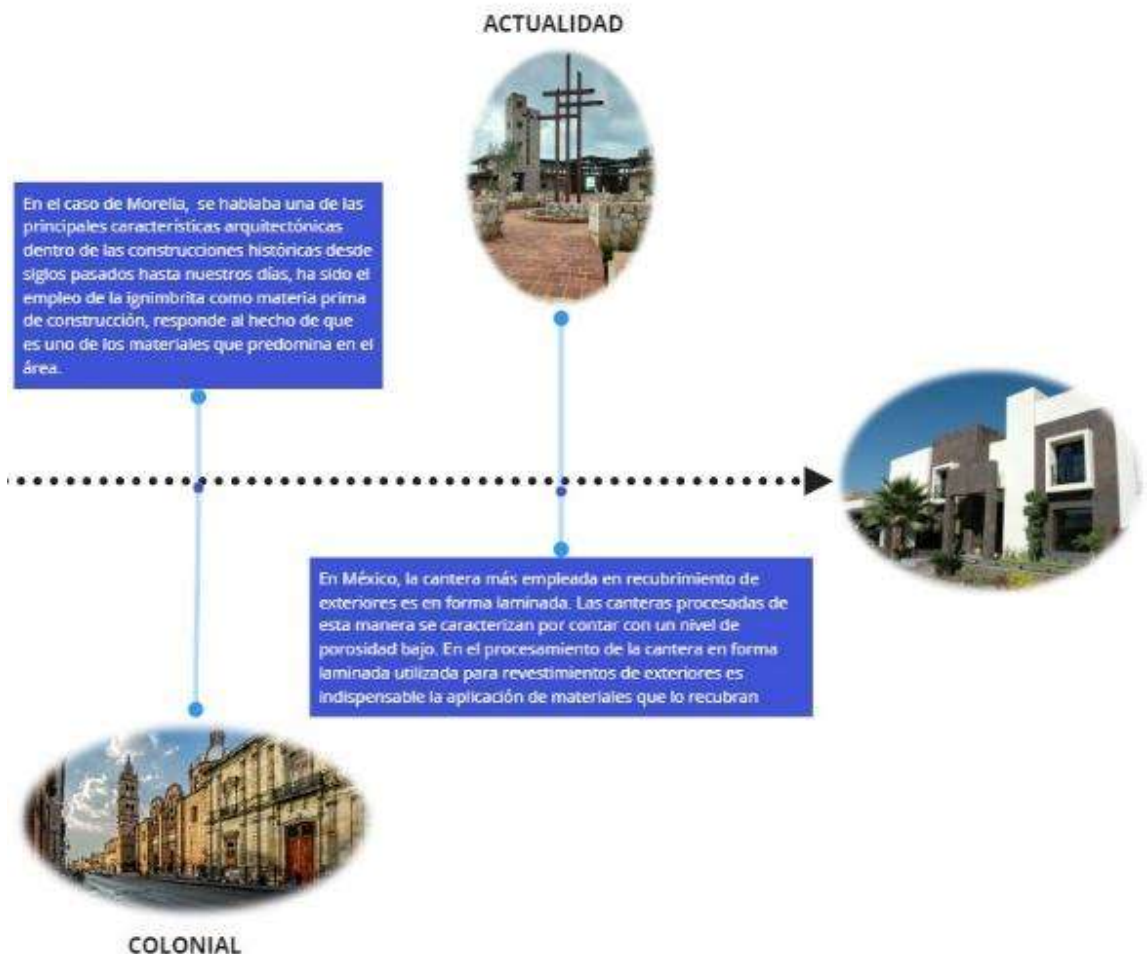 ACTUALIDAD
En el caso de Morelia, se hablaba una de las
principales características arquitectónicas
dentro de las construcciones históricas desde
siglos pasados hasta nuestros días, ha sido el
empleo de la ignimbrita como materia prima
de construcción, responde al hecho de que
es uno de los materiales que predomina en el
área.
En México, la cantera más empleada en recubrimiento de
exteriores es en forma laminada. Las canteras procesadas de
esta manera se caracterizan por contar con un nivel de
porosidad bajo. En el procesamiento de la cantera en forma
laminada utilizada para revestimientos de exteriores es
indispensable la aplicación de materiales que lo recubran
COLONIAL